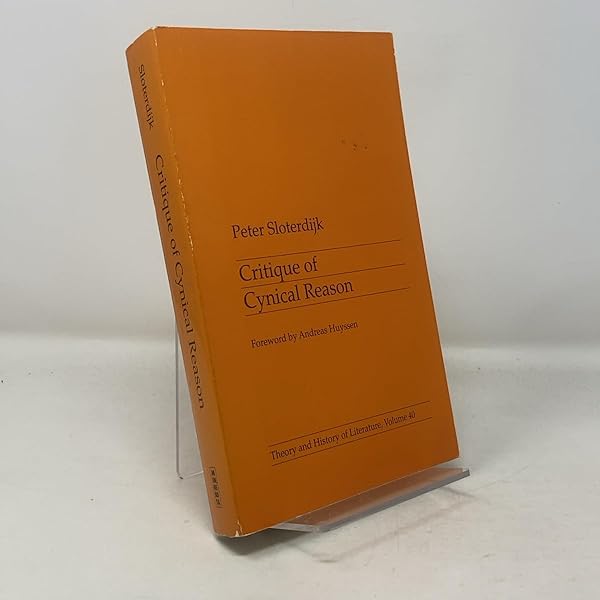 Sloterdijk
Critique of Cynical Reason
Peter Sloterdijk
Critique of
Cynical Reason
Foreword by Andreas Huyssen
Theory and History of Literature, Volume 40